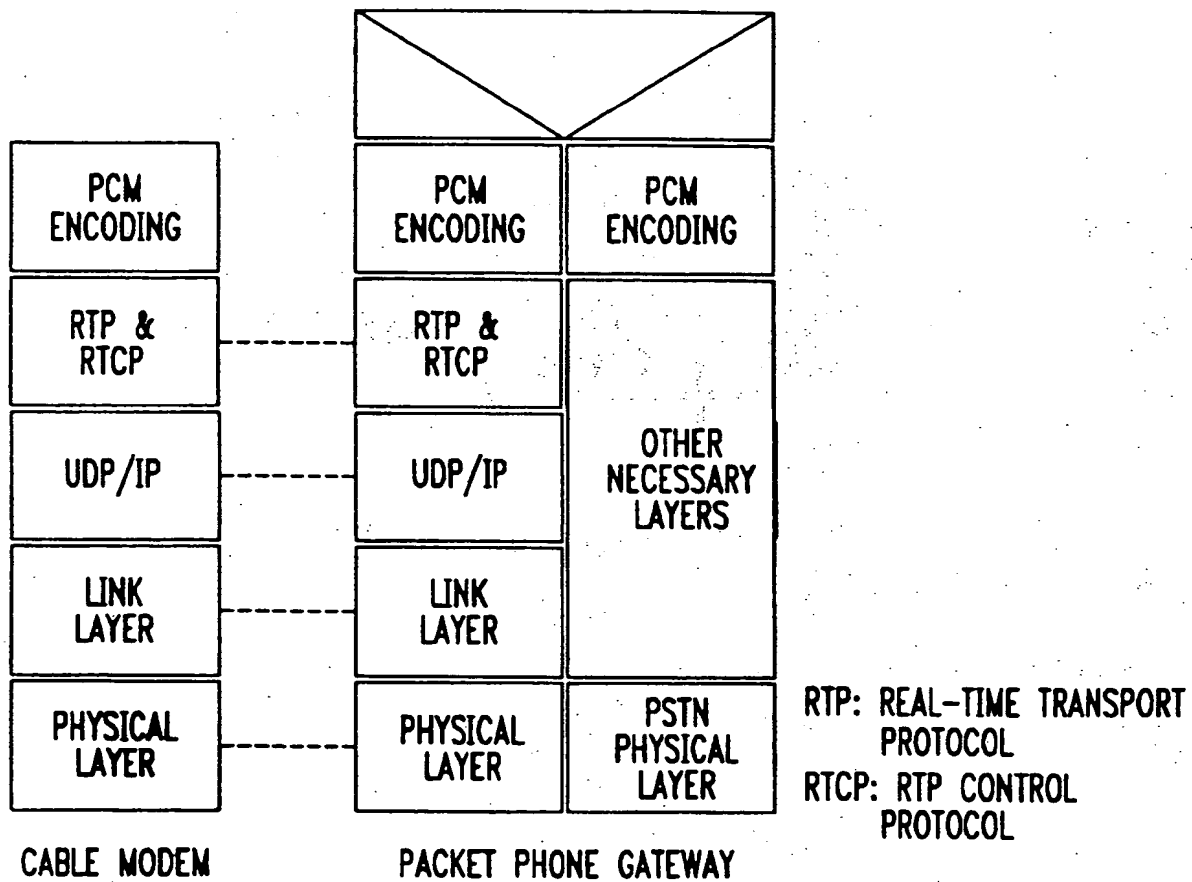 PCM
ENCODING
PCM
ENCODING
PCM
ENCODING
RTP &
RTCP
RTP &
RTCP
UDP/IP
UDP/IP
OTHER
NECESSARY
LAYERS
LINK
LAYER
LINK
LAYER
PHYSICAL
LAYER
PHYSICAL
LAYER
PSTN
PHYSICAL
LAYER
RTP: REAL-TIME TRANSPORT
PROTOCOL
RTCP: RTP CONTROL
PROTOCOL
CABLE MODEM
PACKET PHONE GATEWAY